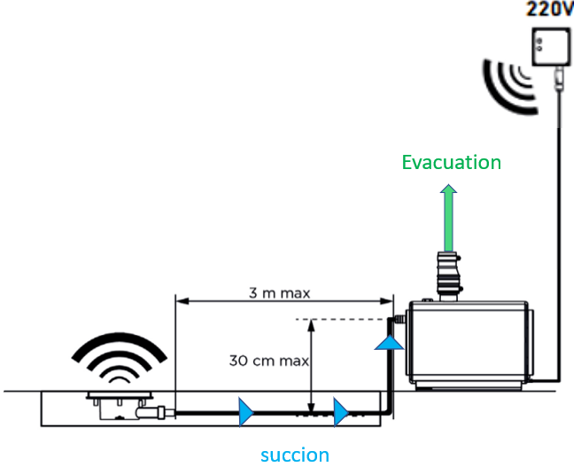 220V
Evacuation
3 m max
30 cm max
succion